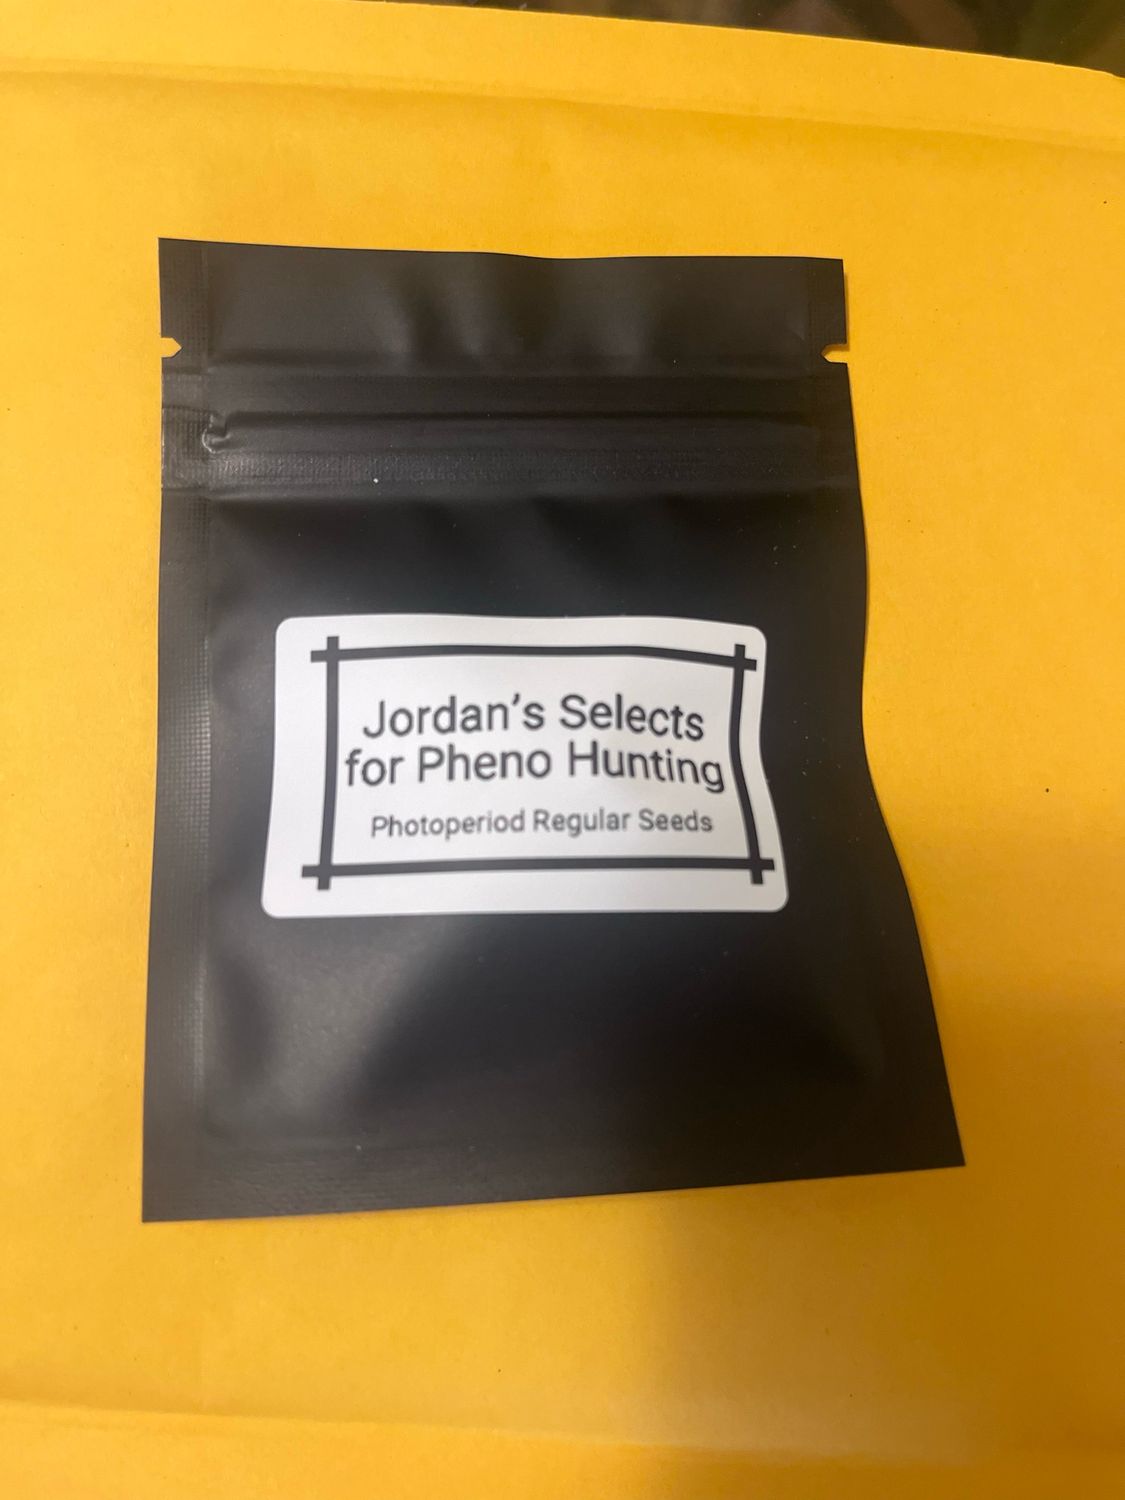 Jordan's Selects
for Pheno Hunting
Photoperiod Regular Seeds